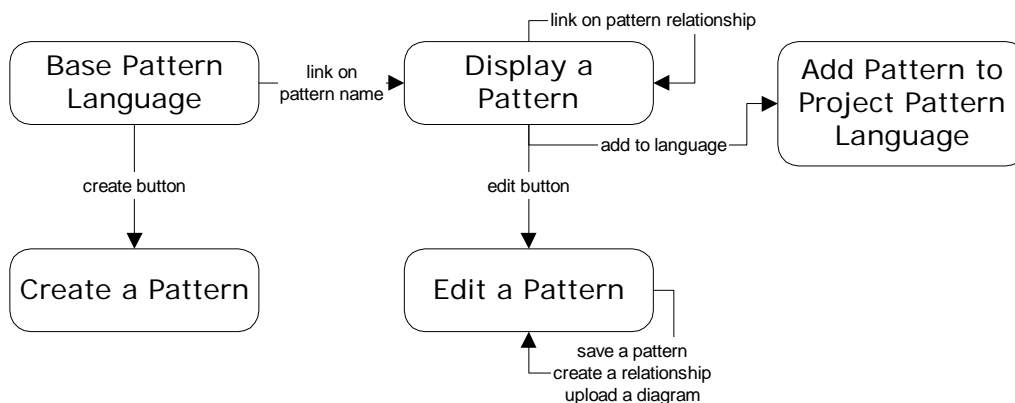 link on pattern relationship
Base Pattern
Language
link on
pattern name
Display a
Pattern
Add Pattern to
Project Pattern
Language
add to language
create button
edit button
Create a Pattern
Edit a Pattern
save a pattern
create a relationship
upload a diagram